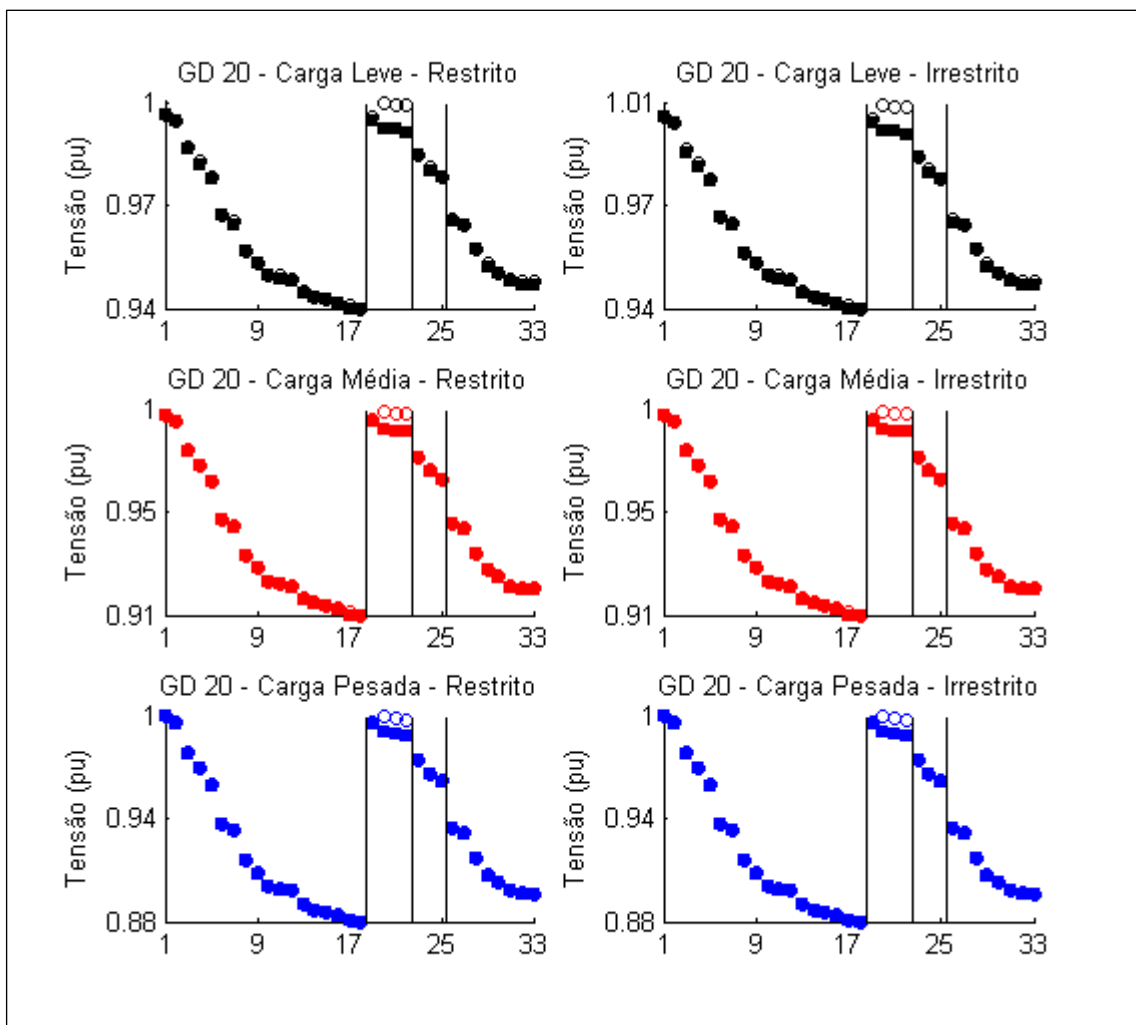 GD 20 - Carga Leve - Restrito
Tensão (pu)
1
0.97
0.94
1 9 17 25 33
GD 20 - Carga Leve - Irrestrito
Tensão (pu)
1.01
0.97
0.94
1 9 17 25 33
GD 20 - Carga Média - Restrito
Tensão (pu)
1
0.95
0.91
1 9 17 25 33
GD 20 - Carga Média - Irrestrito
Tensão (pu)
1
0.95
0.91
1 9 17 25 33
GD 20 - Carga Pesada - Restrito
Tensão (pu)
1
0.94
0.88
1 9 17 25 33
GD 20 - Carga Pesada - Irrestrito
Tensão (pu)
1
0.94
0.88
1 9 17 25 33